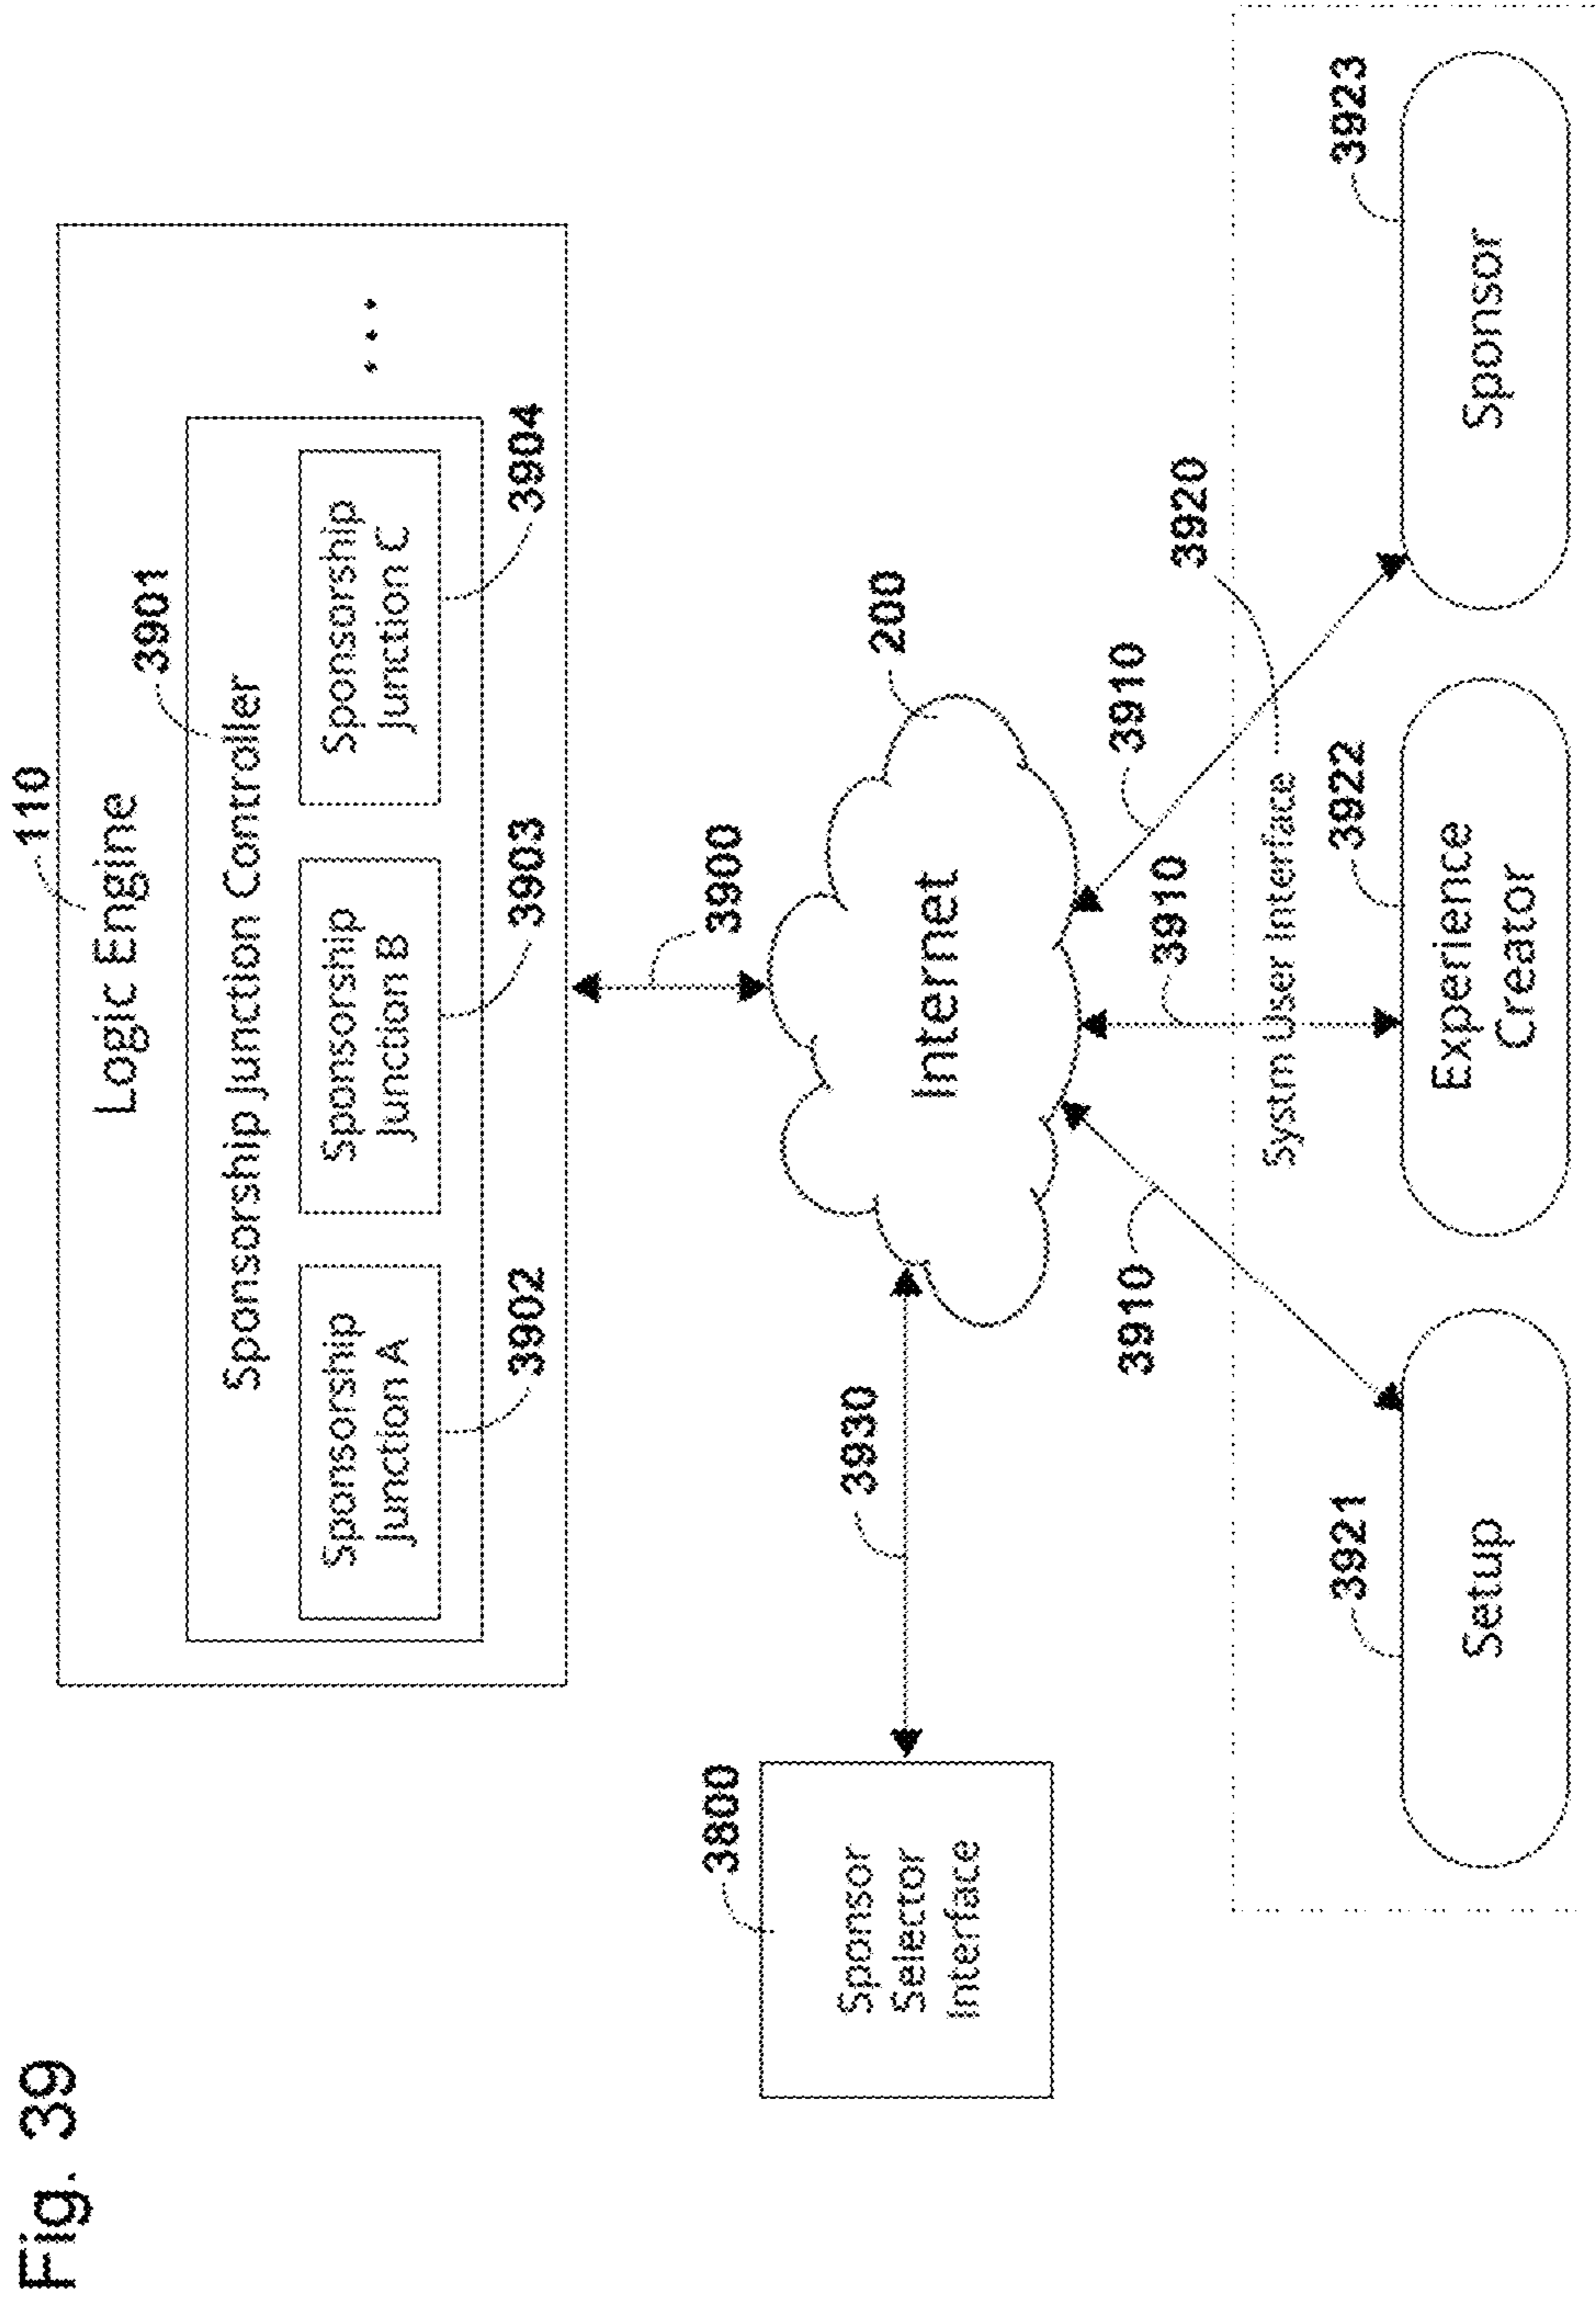 Fig. 39
110
Logic Engine
3901
Sponsorship Junction Controller
Sponsorship
Junction A
Sponsorship
Junction B
Sponsorship
Junction C
...
3902
3903
3904
3900
3800
Sponsor
Selector
Interface
3930
200
Internet
3910
3910
3910
3920
Systm User Interface
3921
Setup
3922
Experience
Creator
3923
Sponsor